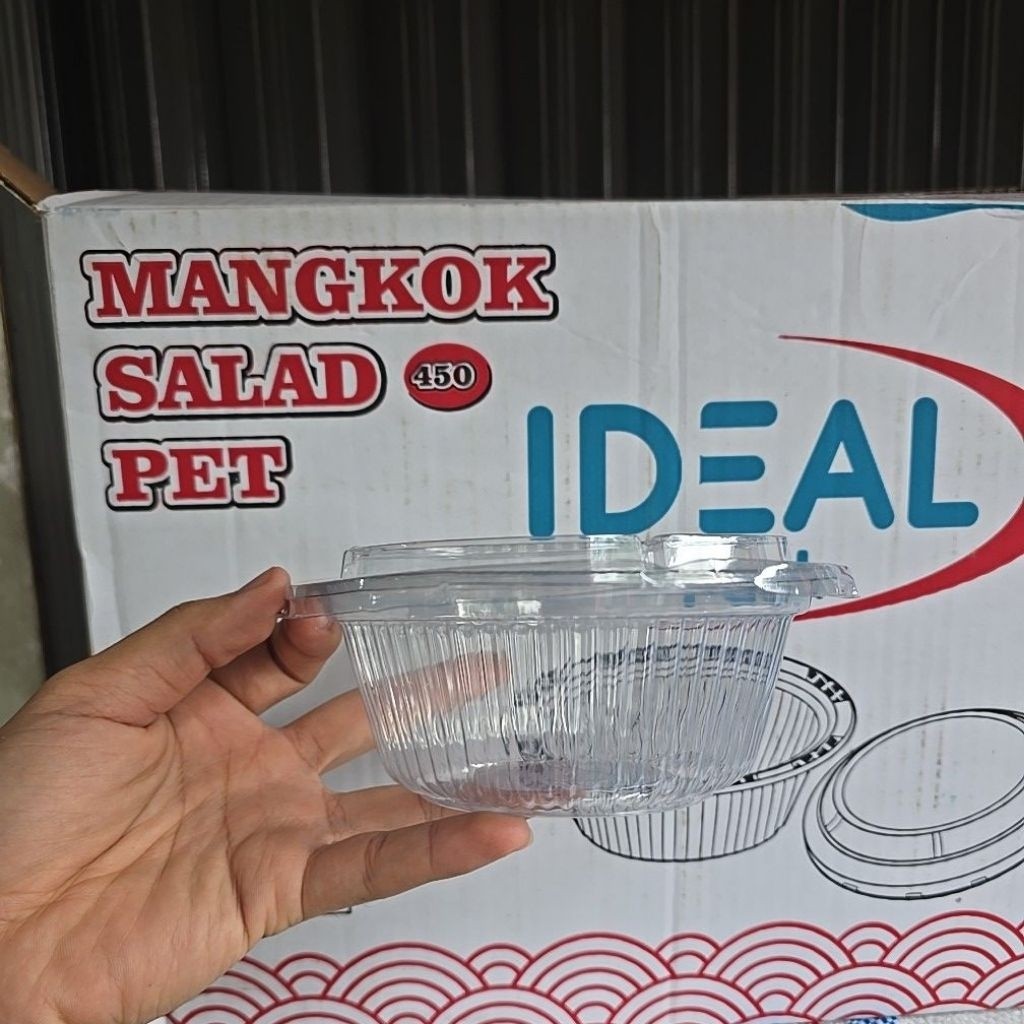 MANGKOK
SALAD 450
PET
IDEAL